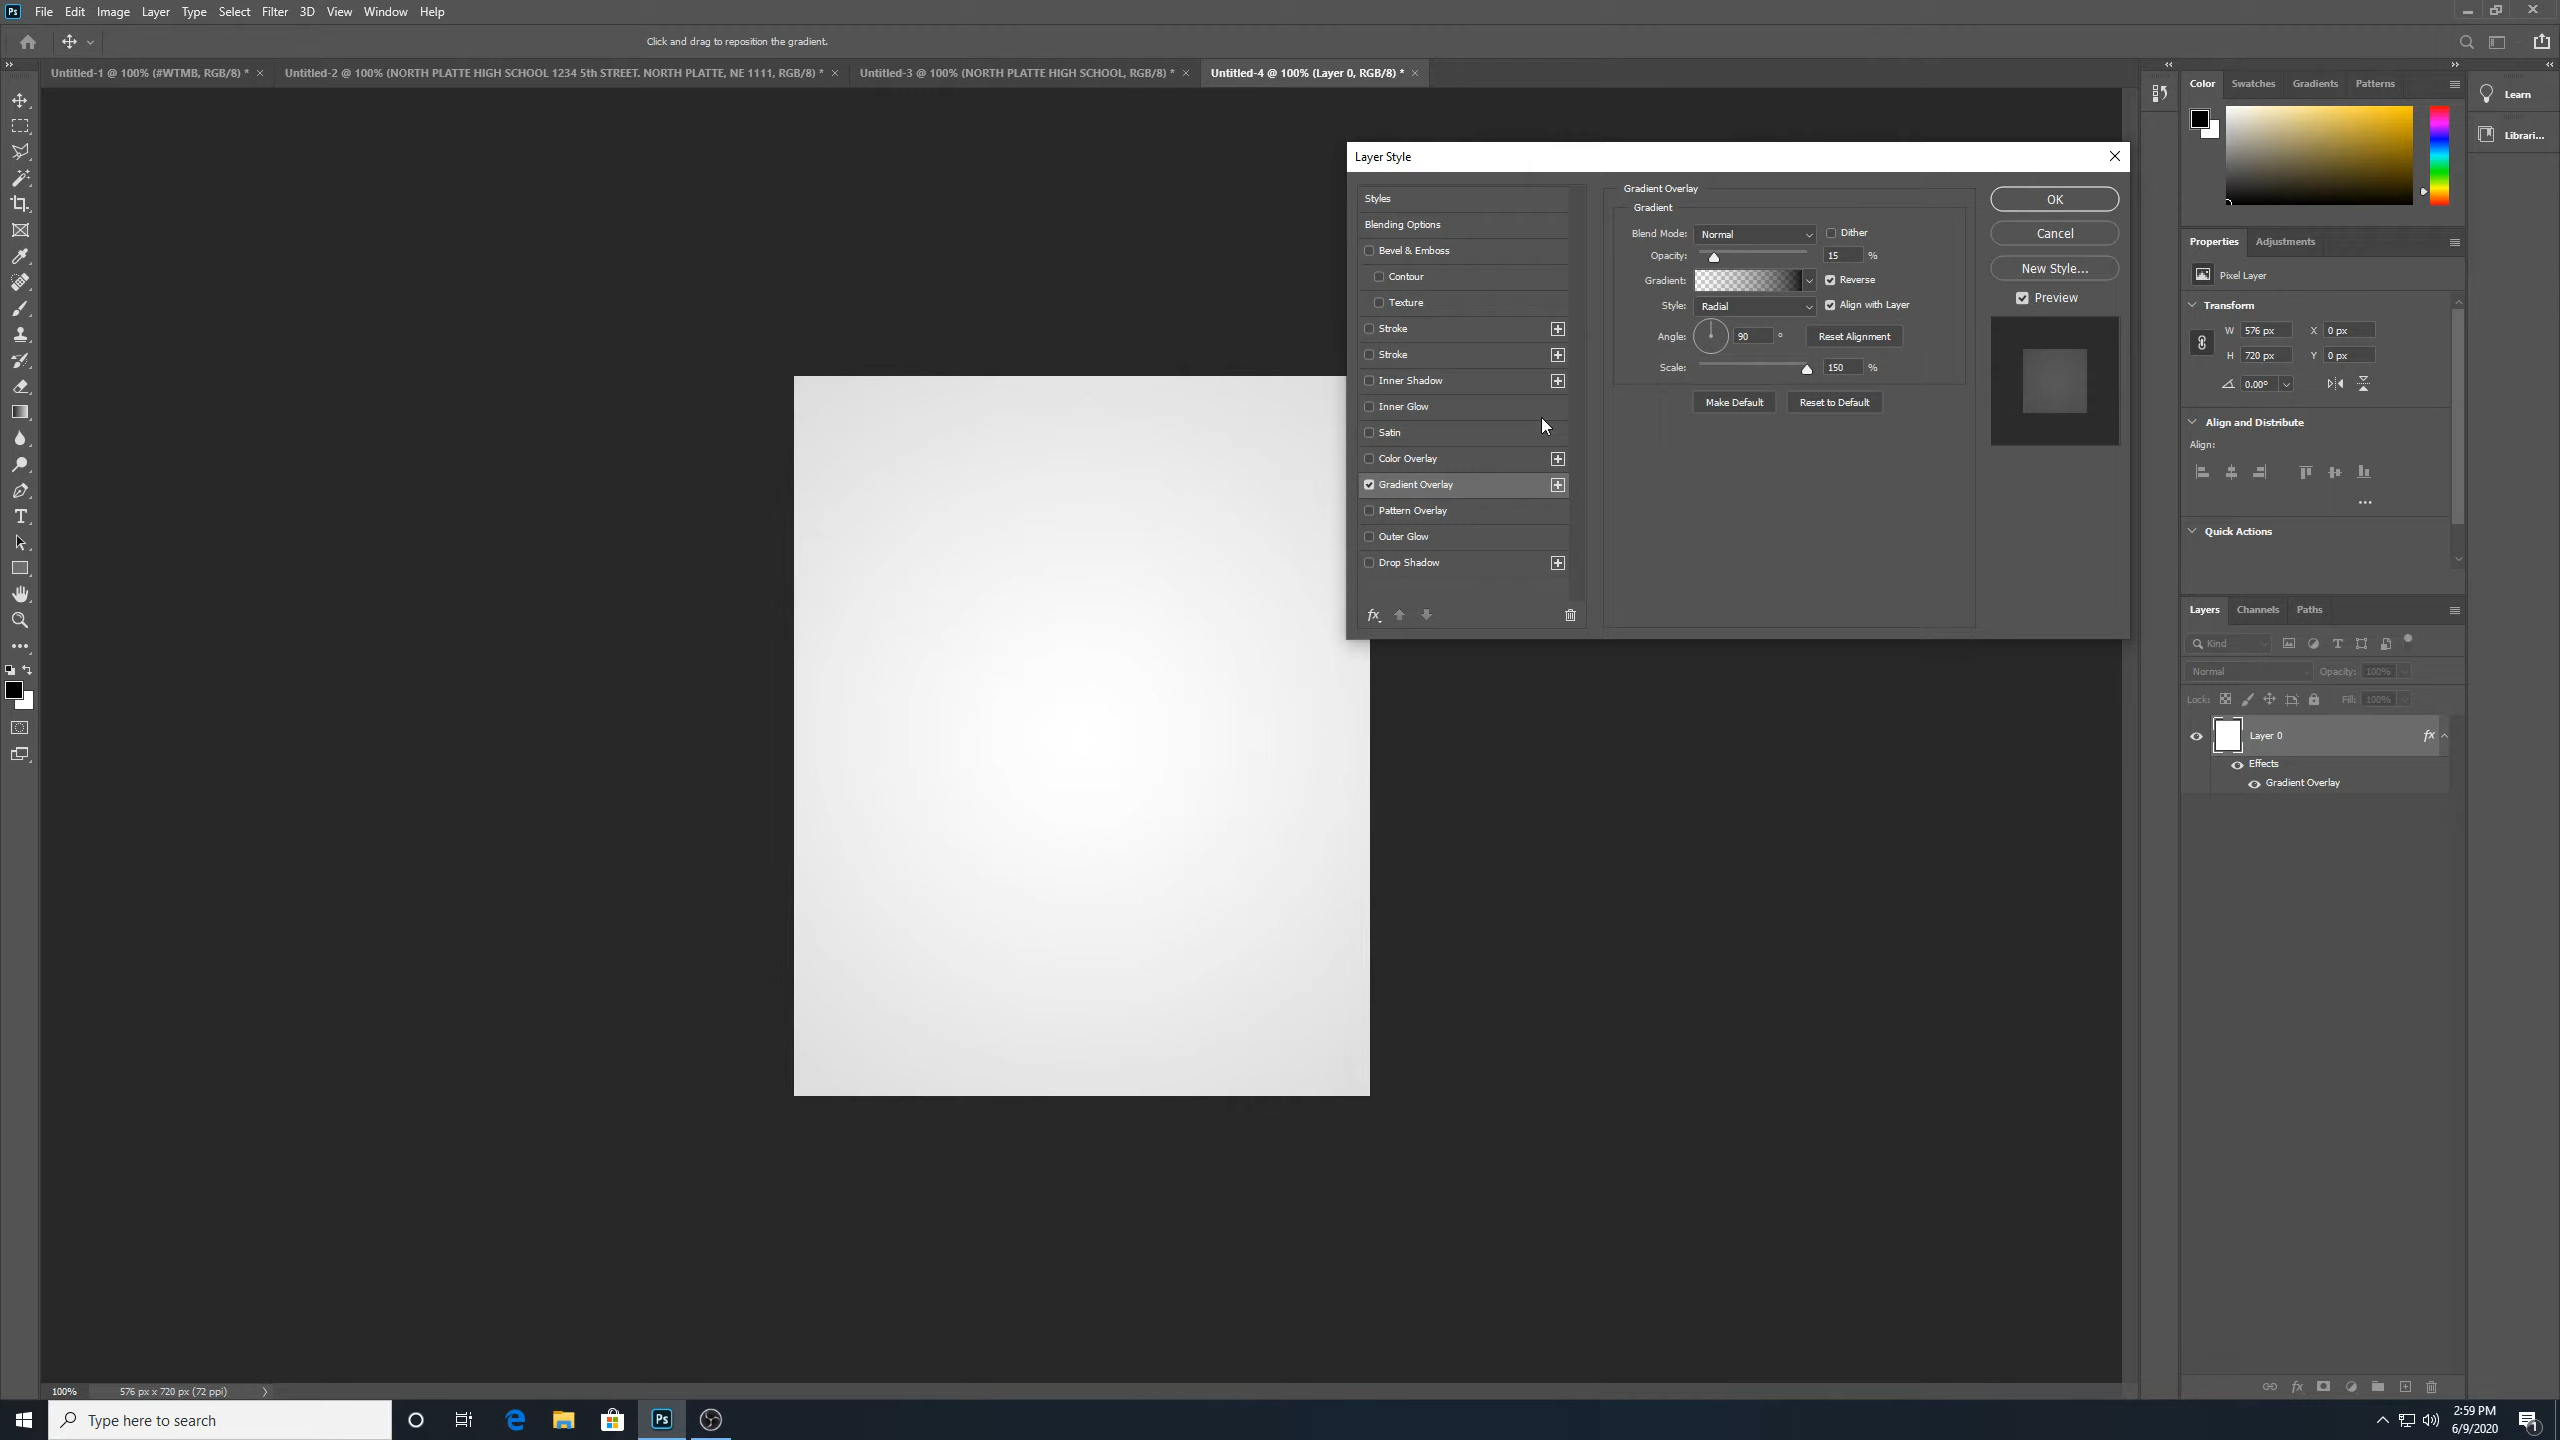 Ps File Edit Image Layer Type Select Filter 3D View Window Help
Click and drag to reposition the gradient.
Untitled-1 @ 100% (#WTMB, RGB/8) * Untitled-2 @ 100% (NORTH PLATTE HIGH SCHOOL 1234 5th STREET. NORTH PLATTE, NE 1111, RGB/8) * Untitled-3 @ 100% (NORTH PLATTE HIGH SCHOOL, RGB/8) * Untitled-4 @ 100% (Layer 0, RGB/8) *
Color Swatches Gradients Patterns
Learn
Librari...
Layer Style
Styles
Blending Options
Bevel & Emboss
Contour
Texture
Stroke
Stroke
Inner Shadow
Inner Glow
Satin
Color Overlay
Gradient Overlay
Pattern Overlay
Outer Glow
Drop Shadow
fx
Gradient Overlay
Gradient
Blend Mode: Normal Dither
Opacity: 15 %
Gradient: Reverse
Style: Radial Align with Layer
Angle: 90 ° Reset Alignment
Scale: 150 %
Make Default Reset to Default
OK
Cancel
New Style...
Preview
Properties Adjustments
Pixel Layer
Transform
W 576 px X 0 px
H 720 px Y 0 px
0.00°
Align and Distribute
Align:
Quick Actions
Layers Channels Paths
Kind
Normal Opacity: 100%
Lock: Fill: 100%
Layer 0 fx
Effects
Gradient Overlay
fx
100% 576 px x 720 px (72 ppi)
Type here to search
Ps
2:59 PM
6/9/2020
1